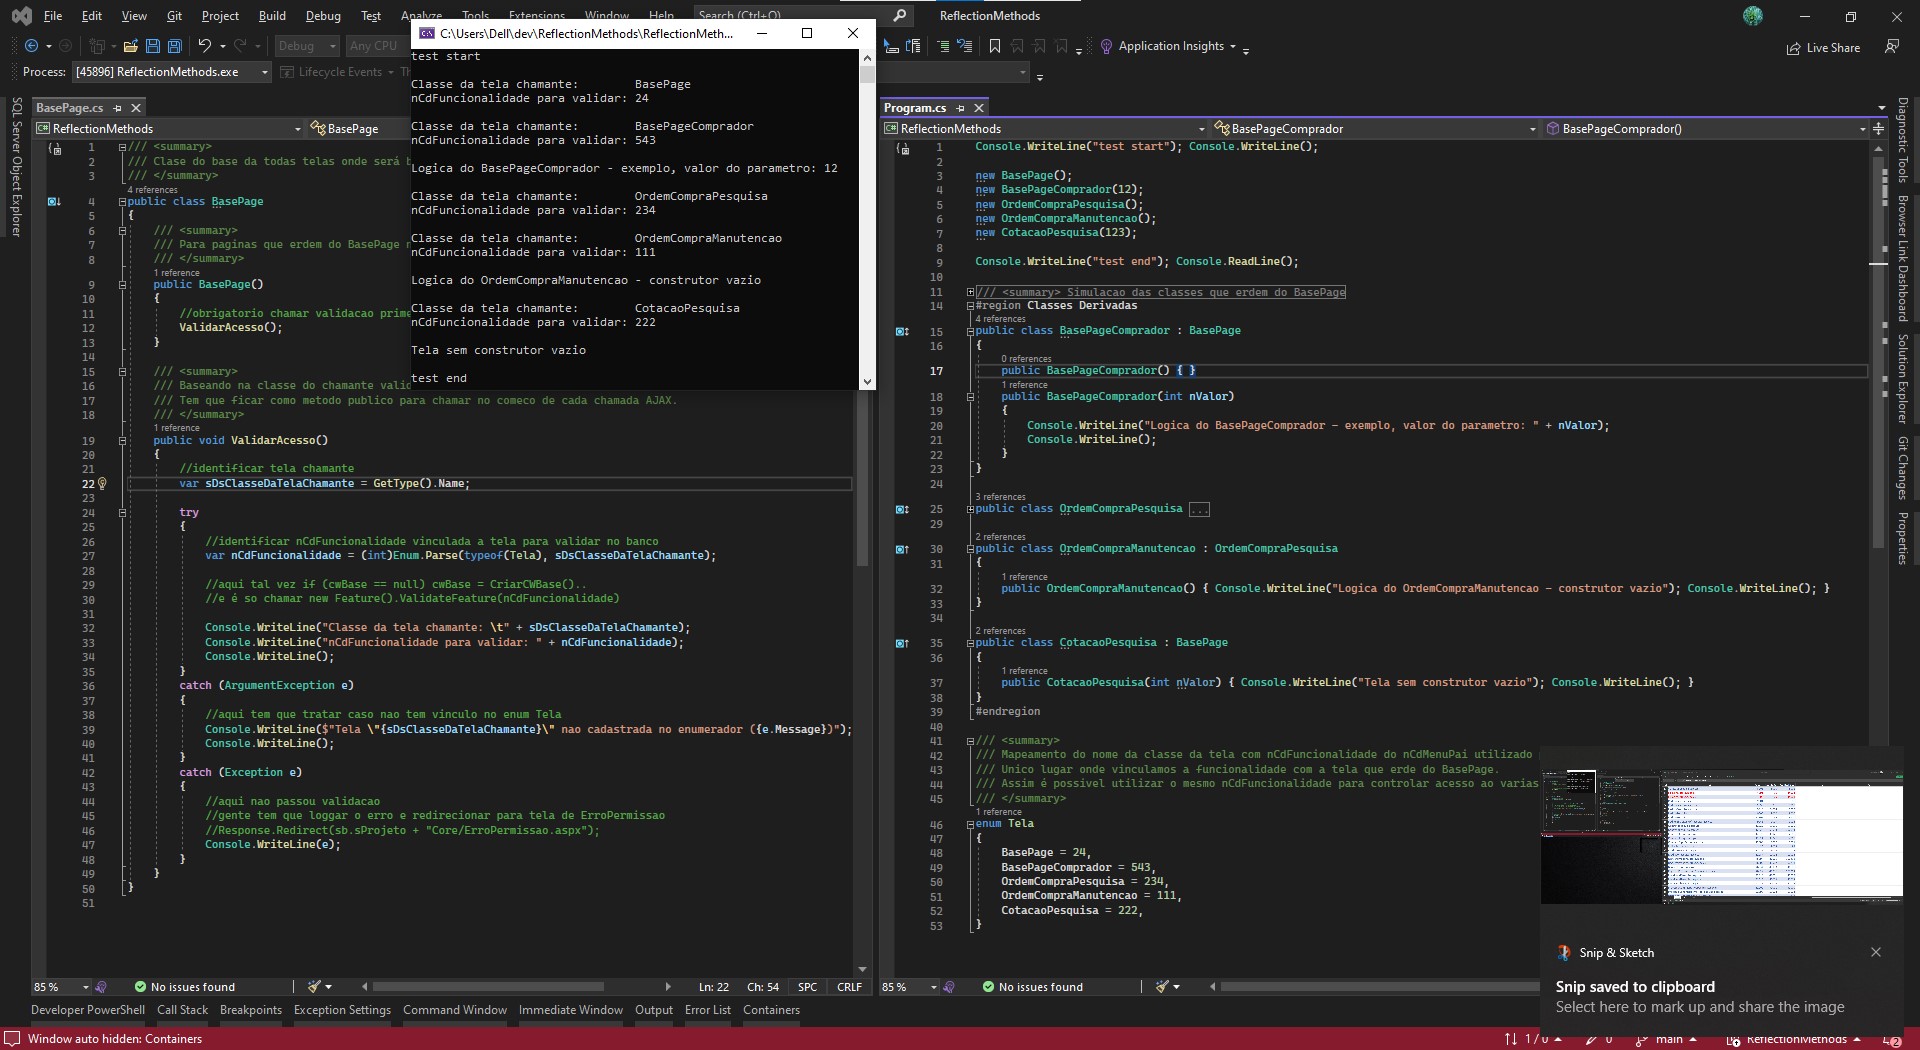 File Edit View Git Project Build Debug Test Analyze Tools Extensions Window Help Search (Ctrl+Q) ReflectionMethods
Debug Any CPU Application Insights Live Share
Process: [45896] ReflectionMethods.exe Lifecycle Events
C:\Users\Dell\dev\ReflectionMethods\ReflectionMeth...
test start
Classe da tela chamante: BasePage
nCdFuncionalidade para validar: 24
Classe da tela chamante: BasePageComprador
nCdFuncionalidade para validar: 543
Logica do BasePageComprador - exemplo, valor do parametro: 12
Classe da tela chamante: OrdemCompraPesquisa
nCdFuncionalidade para validar: 234
Classe da tela chamante: OrdemCompraManutencao
nCdFuncionalidade para validar: 111
Logica do OrdemCompraManutencao - construtor vazio
Classe da tela chamante: CotacaoPesquisa
nCdFuncionalidade para validar: 222
Tela sem construtor vazio
test end
SQL Server Object Explorer
BasePage.cs
ReflectionMethods BasePage
1 /// <summary>
2 /// Clase do base da todas telas onde será b
3 /// </summary>
4 references
4 public class BasePage
5 {
6 /// <summary>
7 /// Para paginas que erdem do BasePage n
8 /// </summary>
1 reference
9 public BasePage()
10 {
11 //obrigatorio chamar validacao prime
12 ValidarAcesso();
13 }
14
15 /// <summary>
16 /// Baseando na classe do chamante valid
17 /// Tem que ficar como metodo publico para chamar no comeco de cada chamada AJAX.
18 /// </summary>
1 reference
19 public void ValidarAcesso()
20 {
21 //identificar tela chamante
22 var sDsClasseDaTelaChamante = GetType().Name;
23
24 try
25 {
26 //identificar nCdFuncionalidade vinculada a tela para validar no banco
27 var nCdFuncionalidade = (int)Enum.Parse(typeof(Tela), sDsClasseDaTelaChamante);
28
29 //aqui tal vez if (cwBase == null) cwBase = CriarCWBase()..
30 //e é so chamar new Feature().ValidateFeature(nCdFuncionalidade)
31
32 Console.WriteLine("Classe da tela chamante: \t" + sDsClasseDaTelaChamante);
33 Console.WriteLine("nCdFuncionalidade para validar: " + nCdFuncionalidade);
34 Console.WriteLine();
35 }
36 catch (ArgumentException e)
37 {
38 //aqui tem que tratar caso nao tem vinculo no enum Tela
39 Console.WriteLine($"Tela \"{sDsClasseDaTelaChamante}\" nao cadastrada no enumerador ({e.Message})");
40 Console.WriteLine();
41 }
42 catch (Exception e)
43 {
44 //aqui nao passou validacao
45 //gente tem que loggar o erro e redirecionar para tela de ErroPermissao
46 //Response.Redirect(sb.sProjeto + "Core/ErroPermissao.aspx");
47 Console.WriteLine(e);
48 }
49 }
50 }
51
85 % No issues found Ln: 22 Ch: 54 SPC CRLF
Program.cs
ReflectionMethods BasePageComprador BasePageComprador()
1 Console.WriteLine("test start"); Console.WriteLine();
2
3 new BasePage();
4 new BasePageComprador(12);
5 new OrdemCompraPesquisa();
6 new OrdemCompraManutencao();
7 new CotacaoPesquisa(123);
8
9 Console.WriteLine("test end"); Console.ReadLine();
10
11 /// <summary> Simulacao das classes que erdem do BasePage
14 #region Classes Derivadas
4 references
15 public class BasePageComprador : BasePage
16 {
0 references
17 public BasePageComprador() { }
1 reference
18 public BasePageComprador(int nValor)
19 {
20 Console.WriteLine("Logica do BasePageComprador - exemplo, valor do parametro: " + nValor);
21 Console.WriteLine();
22 }
23 }
24
3 references
25 public class OrdemCompraPesquisa ...
29
2 references
30 public class OrdemCompraManutencao : OrdemCompraPesquisa
31 {
1 reference
32 public OrdemCompraManutencao() { Console.WriteLine("Logica do OrdemCompraManutencao - construtor vazio"); Console.WriteLine(); }
33 }
34
2 references
35 public class CotacaoPesquisa : BasePage
36 {
1 reference
37 public CotacaoPesquisa(int nValor) { Console.WriteLine("Tela sem construtor vazio"); Console.WriteLine(); }
38 }
39 #endregion
40
41 /// <summary>
42 /// Mapeamento do nome da classe da tela com nCdFuncionalidade do nCdMenuPai utilizado
43 /// Unico lugar onde vinculamos a funcionalidade com a tela que erde do BasePage.
44 /// Assim é possivel utilizar o mesmo nCdFuncionalidade para controlar acesso ao varias
45 /// </summary>
1 reference
46 enum Tela
47 {
48 BasePage = 24,
49 BasePageComprador = 543,
50 OrdemCompraPesquisa = 234,
51 OrdemCompraManutencao = 111,
52 CotacaoPesquisa = 222,
53 }
85 % No issues found
Diagnostic Tools
Browser Link Dashboard
Solution Explorer
Git Changes
Properties
Snip & Sketch
Snip saved to clipboard
Select here to mark up and share the image
Developer PowerShell Call Stack Breakpoints Exception Settings Command Window Immediate Window Output Error List Containers
Window auto hidden: Containers 1 / 0 0 main ReflectionMethods 2